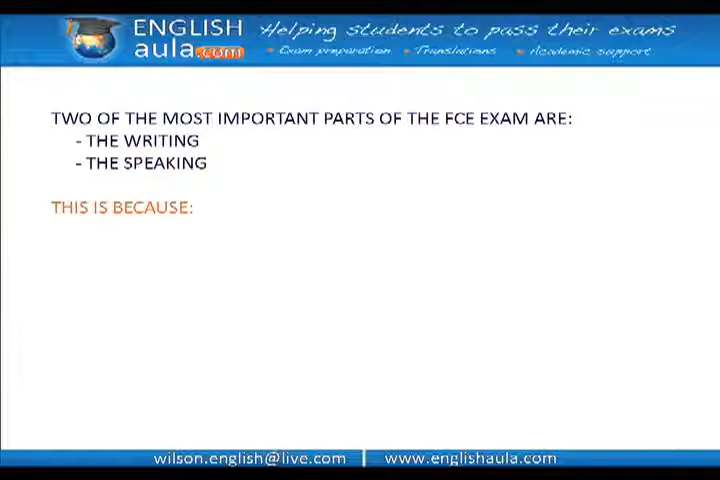 ENGLISH
aula.com
Helping students to pass their exams
• Exam preparation • Translations • Academic support
TWO OF THE MOST IMPORTANT PARTS OF THE FCE EXAM ARE:
- THE WRITING
- THE SPEAKING
THIS IS BECAUSE:
wilson.english@live.com | www.englishaula.com